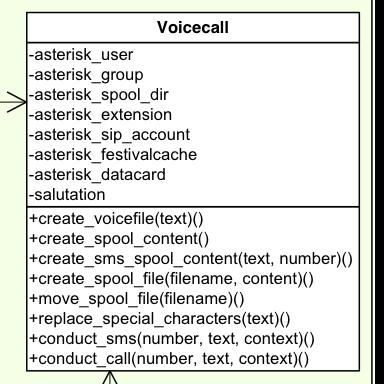 Voicecall
-asterisk_user
-asterisk_group
-asterisk_spool_dir
-asterisk_extension
-asterisk_sip_account
-asterisk_festivalcache
-asterisk_datacard
-salutation
+create_voicefile(text)()
+create_spool_content()
+create_sms_spool_content(text, number)()
+create_spool_file(filename, content)()
+move_spool_file(filename)()
+replace_special_characters(text)()
+conduct_sms(number, text, context)()
+conduct_call(number, text, context)()